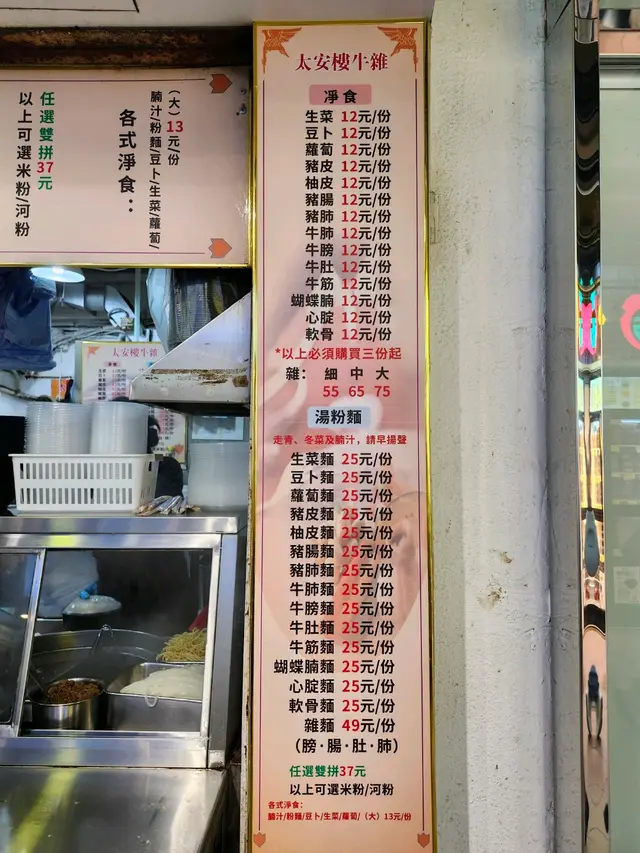 太安樓牛雜
凈食
生菜 12元/份
豆卜 12元/份
蘿蔔 12元/份
豬皮 12元/份
柚皮 12元/份
豬腸 12元/份
豬肺 12元/份
牛肺 12元/份
牛膀 12元/份
牛肚 12元/份
牛筋 12元/份
蝴蝶腩 12元/份
心腚 12元/份
軟骨 12元/份
*以上必須購買三份起
雜： 細 中 大
55 65 75
湯粉麵
走青、冬菜及腩汁，請早揚聲
生菜麵 25元/份
豆卜麵 25元/份
蘿蔔麵 25元/份
豬皮麵 25元/份
柚皮麵 25元/份
豬腸麵 25元/份
豬肺麵 25元/份
牛肺麵 25元/份
牛膀麵 25元/份
牛肚麵 25元/份
牛筋麵 25元/份
蝴蝶腩麵 25元/份
心腚麵 25元/份
軟骨麵 25元/份
雜麵 49元/份
（膀·腸·肚·肺）
任選雙拼37元
以上可選米粉/河粉
各式淨食：
腩汁/粉麵/豆卜/生菜/蘿蔔/（大）13元/份
（大）13元/份
腩汁/粉麵/豆卜/生菜/蘿蔔/
各式淨食：
任選雙拼37元
以上可選米粉/河粉
太安樓牛雜